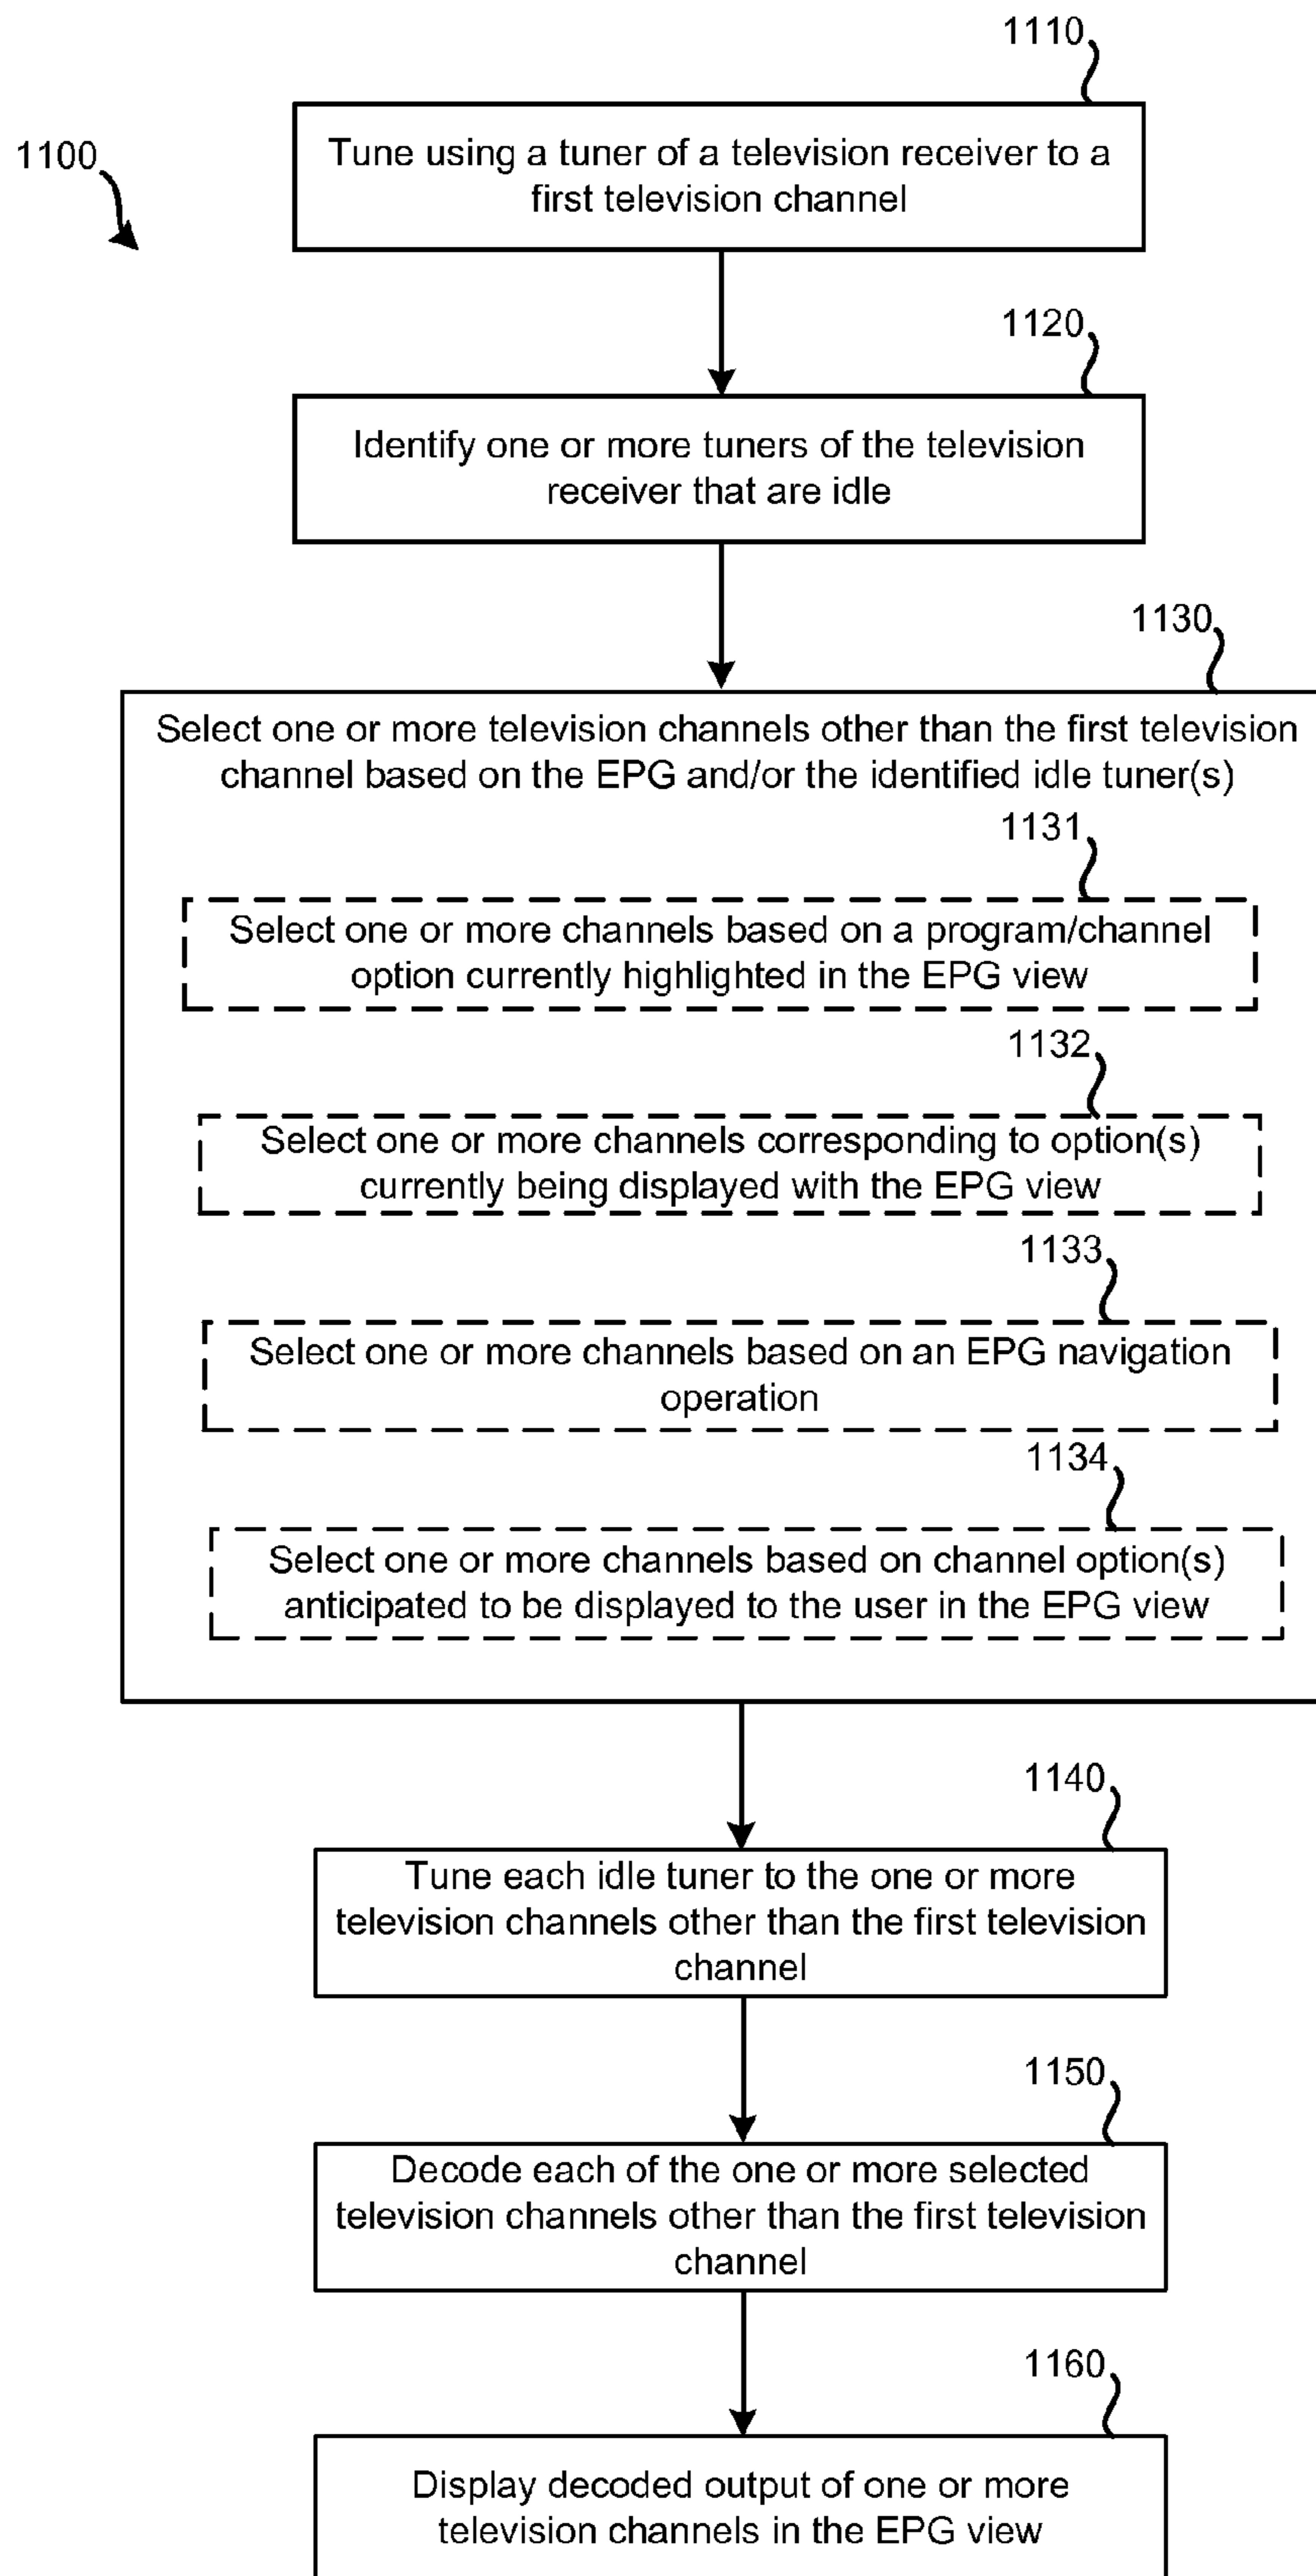 1110
1100
Tune using a tuner of a television receiver to a
first television channel
1120
Identify one or more tuners of the television
receiver that are idle
1130
Select one or more television channels other than the first television
channel based on the EPG and/or the identified idle tuner(s)
1131
Select one or more channels based on a program/channel
option currently highlighted in the EPG view
1132
Select one or more channels corresponding to option(s)
currently being displayed with the EPG view
1133
Select one or more channels based on an EPG navigation
operation
1134
Select one or more channels based on channel option(s)
anticipated to be displayed to the user in the EPG view
1140
Tune each idle tuner to the one or more
television channels other than the first television
channel
1150
Decode each of the one or more selected
television channels other than the first television
channel
1160
Display decoded output of one or more
television channels in the EPG view